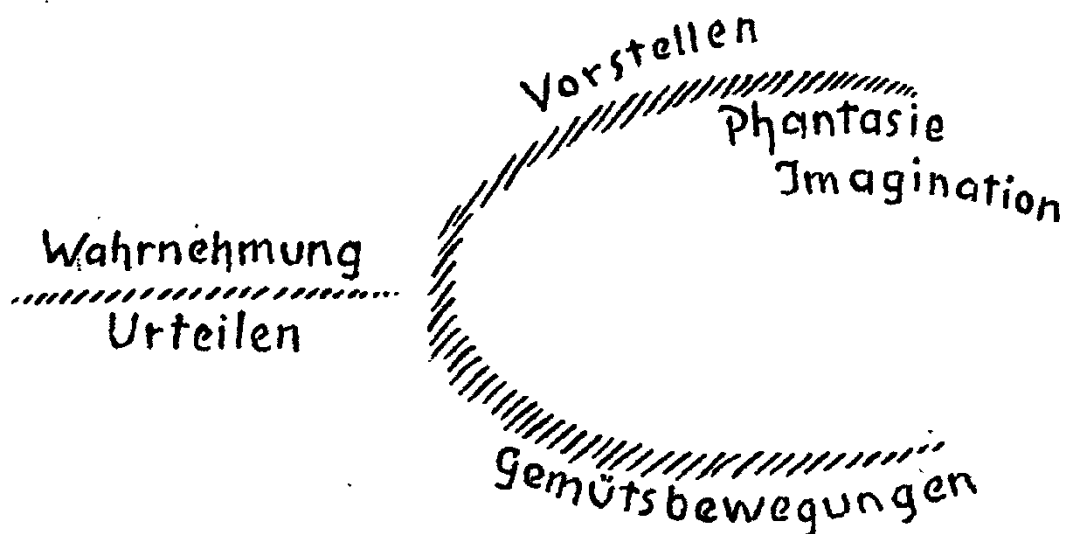 Vorstellen
Phantasie
Imagination
Wahrnehmung
Urteilen
Gemütsbewegungen